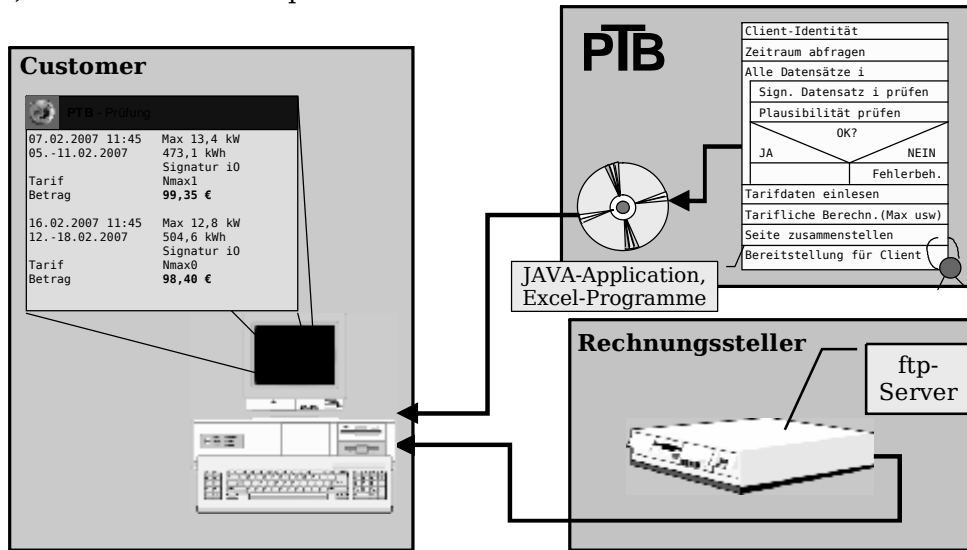 Customer
PTB - Prüfung
07.02.2007 11:45 Max 13,4 kW
05.-11.02.2007 473,1 kWh
Signatur iO
Tarif Nmax1
Betrag 99,35 €
16.02.2007 11:45 Max 12,8 kW
12.-18.02.2007 504,6 kWh
Signatur iO
Tarif Nmax0
Betrag 98,40 €
PTB
Client-Identität
Zeitraum abfragen
Alle Datensätze i
Sign. Datensatz i prüfen
Plausibilität prüfen
OK?
JA NEIN
Fehlerbeh.
Tarifdaten einlesen
Tarifliche Berechn.(Max usw)
Seite zusammenstellen
Bereitstellung für Client
JAVA-Application,
Excel-Programme
Rechnungssteller
ftp-
Server